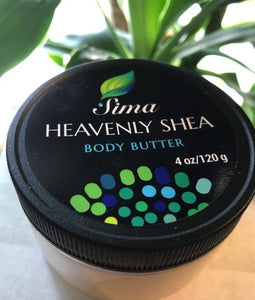 Sima
HEAVENLY SHEA
BODY BUTTER
4 oz/120 g